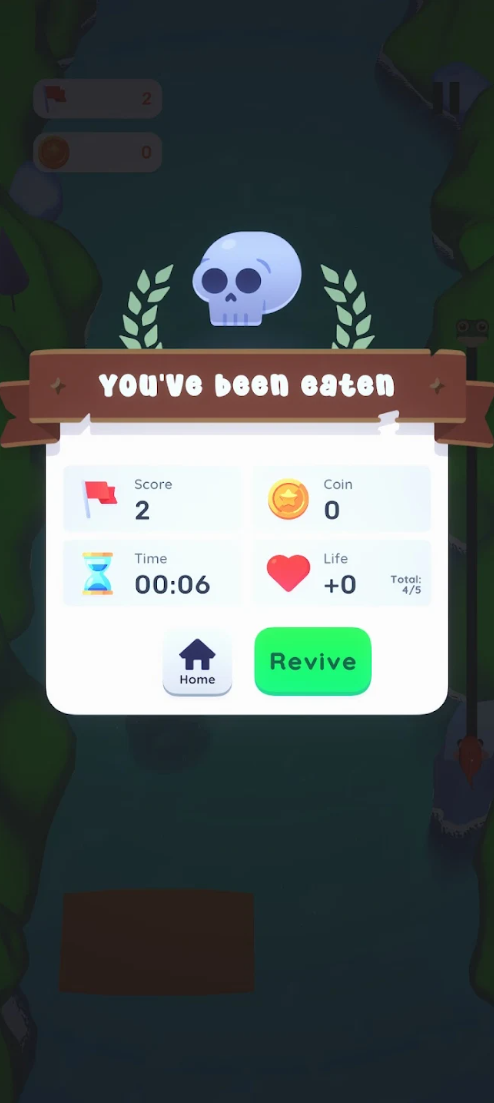 2
0
You've been eaten
Score
2
Coin
0
Time
00:06
Life
+0
Total:
4/5
Home
Revive